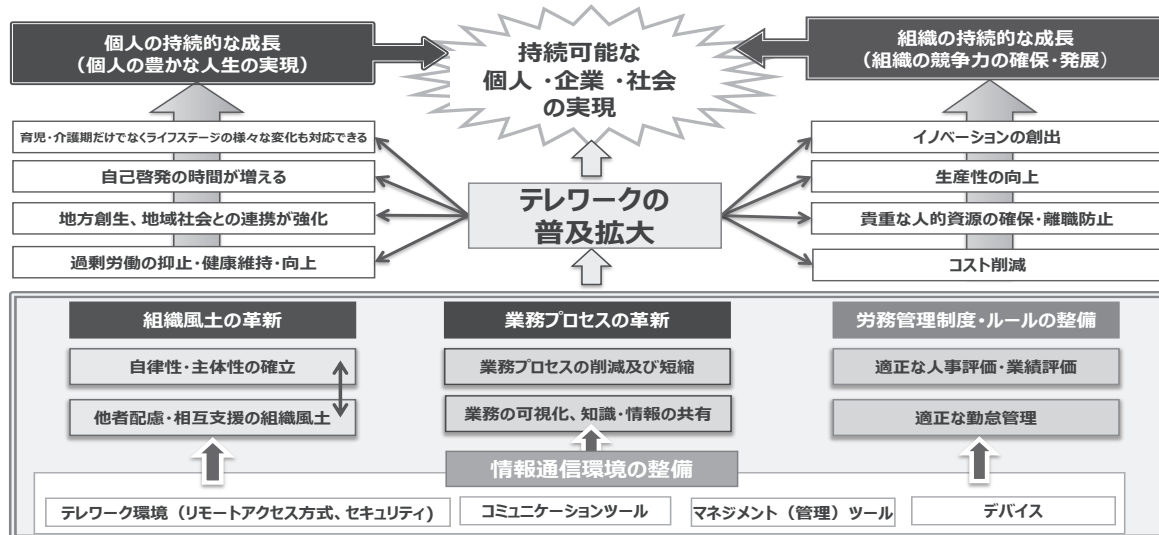 個人の持続的な成長
（個人の豊かな人生の実現）
持続可能な
個人 ・企業 ・社会
の実現
組織の持続的な成長
（組織の競争力の確保・発展）
育児・介護期だけでなくライフステージの様々な変化も対応できる
自己啓発の時間が増える
地方創生、地域社会との連携が強化
過剰労働の抑止・健康維持・向上
テレワークの
普及拡大
イノベーションの創出
生産性の向上
貴重な人的資源の確保・離職防止
コスト削減
組織風土の革新
自律性・主体性の確立
他者配慮・相互支援の組織風土
業務プロセスの革新
業務プロセスの削減及び短縮
業務の可視化、知識・情報の共有
労務管理制度・ルールの整備
適正な人事評価・業績評価
適正な勤怠管理
情報通信環境の整備
テレワーク環境（リモートアクセス方式、セキュリティ)
コミュニケーションツール
マネジメント（管理）ツール
デバイス